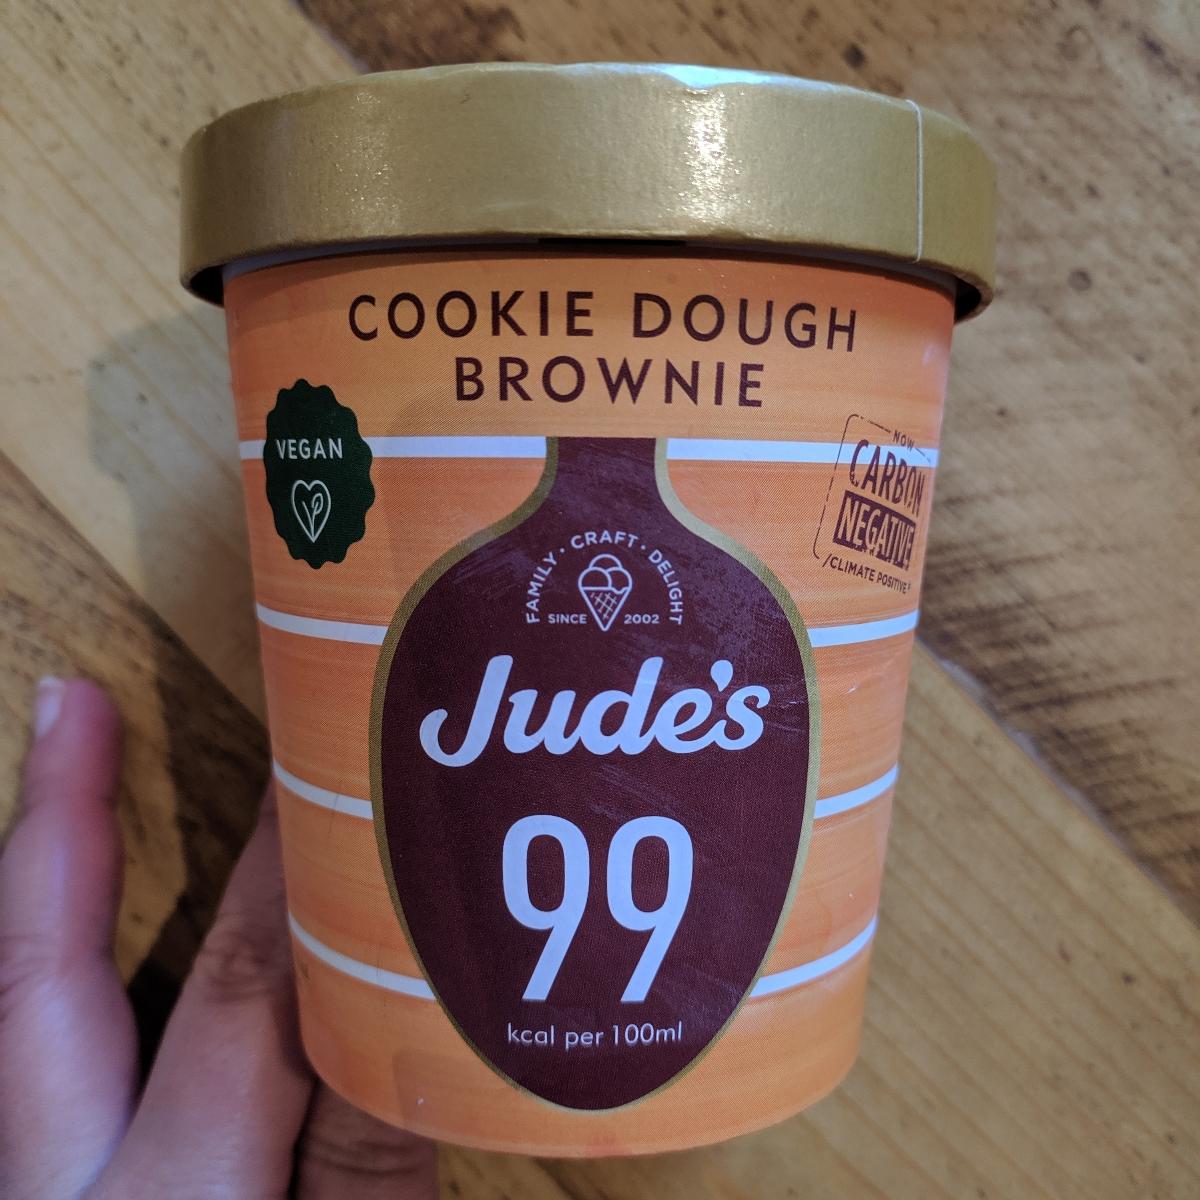 COOKIE DOUGH
BROWNIE
VEGAN
NOW
CARBON
NEGATIVE
/CLIMATE POSITIVE*
FAMILY · CRAFT · DELIGHT
SINCE 2002
Jude's
99
kcal per 100ml